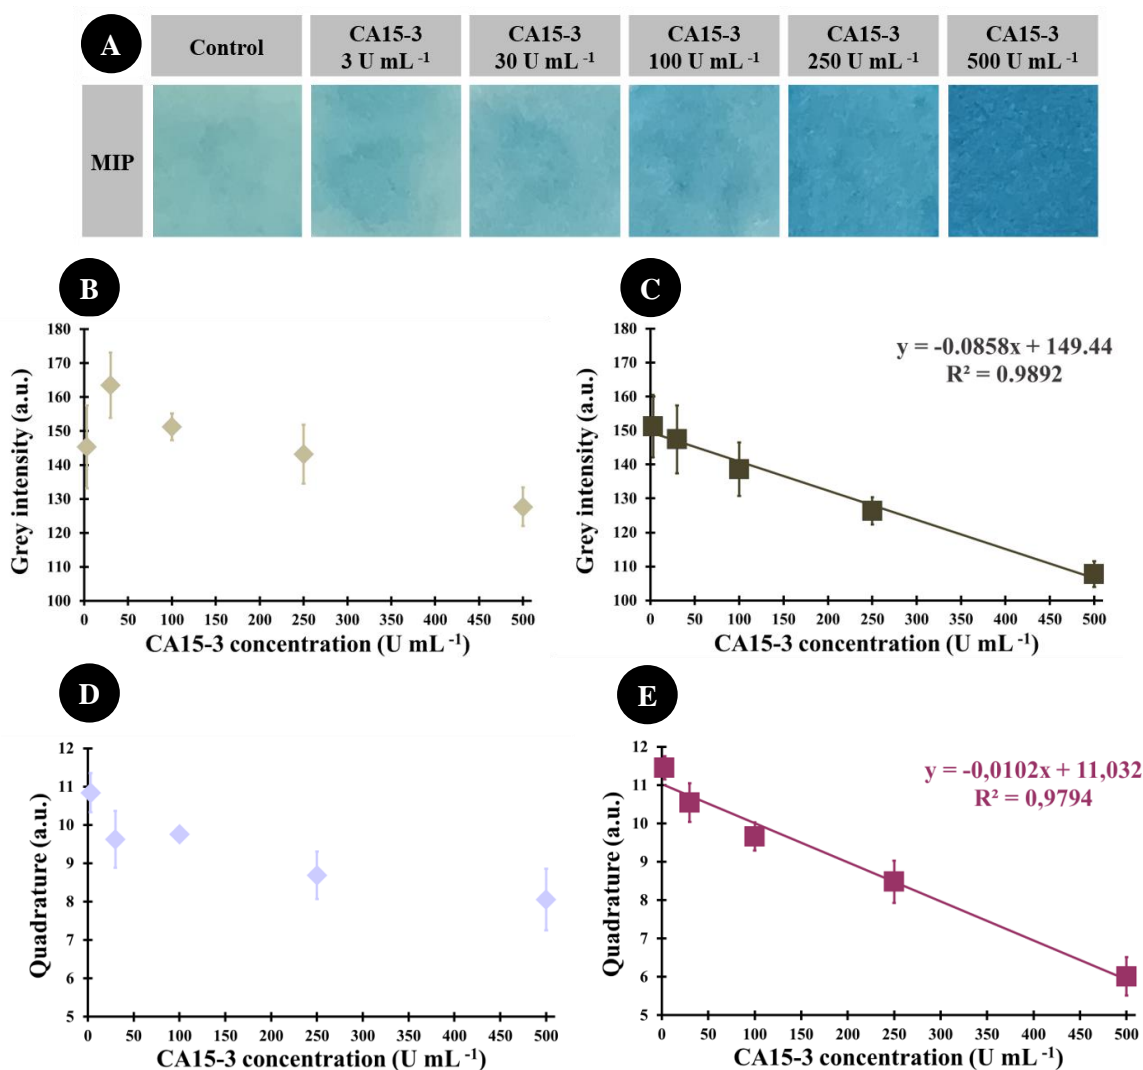 A
Control
CA15-3
3 U mL -1
CA15-3
30 U mL -1
CA15-3
100 U mL -1
CA15-3
250 U mL -1
CA15-3
500 U mL -1
MIP
B
180
170
160
150
140
130
120
110
100
0 50 100 150 200 250 300 350 400 450 500
Grey intensity (a.u.)
CA15-3 concentration (U mL -1)
C
y = -0.0858x + 149.44
R² = 0.9892
180
170
160
150
140
130
120
110
100
0 50 100 150 200 250 300 350 400 450 500
Grey intensity (a.u.)
CA15-3 concentration (U mL -1)
D
12
11
10
9
8
7
6
5
0 50 100 150 200 250 300 350 400 450 500
Quadrature (a.u.)
CA15-3 concentration (U mL -1)
E
y = -0,0102x + 11,032
R² = 0,9794
12
11
10
9
8
7
6
5
0 50 100 150 200 250 300 350 400 450 500
Quadrature (a.u.)
CA15-3 concentration (U mL -1)